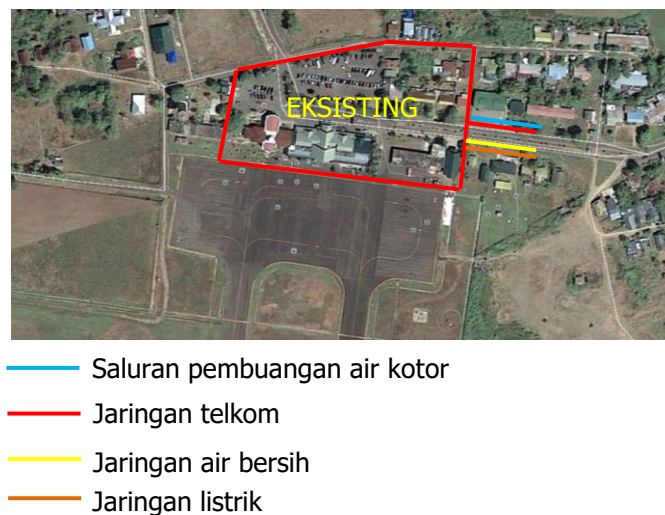 EKSISTING
Saluran pembuangan air kotor
Jaringan telkom
Jaringan air bersih
Jaringan listrik